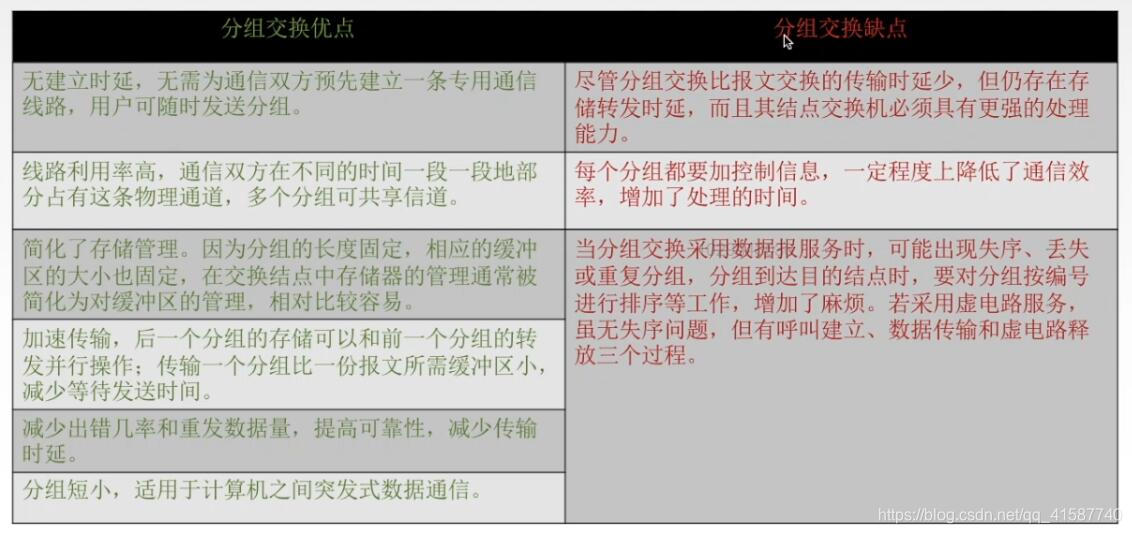 分组交换优点
分组交换缺点
无建立时延，无需为通信双方预先建立一条专用通信
线路，用户可随时发送分组。
尽管分组交换比报文交换的传输时延少，但仍存在存
储转发时延，而且其结点交换机必须具有更强的处理
能力。
线路利用率高，通信双方在不同的时间一段一段地部
分占有这条物理通道，多个分组可共享信道。
每个分组都要加控制信息，一定程度上降低了通信效
率，增加了处理的时间。
简化了存储管理。因为分组的长度固定，相应的缓冲
区的大小也固定，在交换结点中存储器的管理通常被
简化为对缓冲区的管理，相对比较容易。
当分组交换采用数据报服务时，可能出现失序、丢失
或重复分组，分组到达目的结点时，要对分组按编号
进行排序等工作，增加了麻烦。若采用虚电路服务，
虽无失序问题，但有呼叫建立、数据传输和虚电路释
放三个过程。
加速传输，后一个分组的存储可以和前一个分组的转
发并行操作；传输一个分组比一份报文所需缓冲区小，
减少等待发送时间。
减少出错几率和重发数据量，提高可靠性，减少传输
时延。
分组短小，适用于计算机之间突发式数据通信。
https://blog.csdn.net/qq_41587740